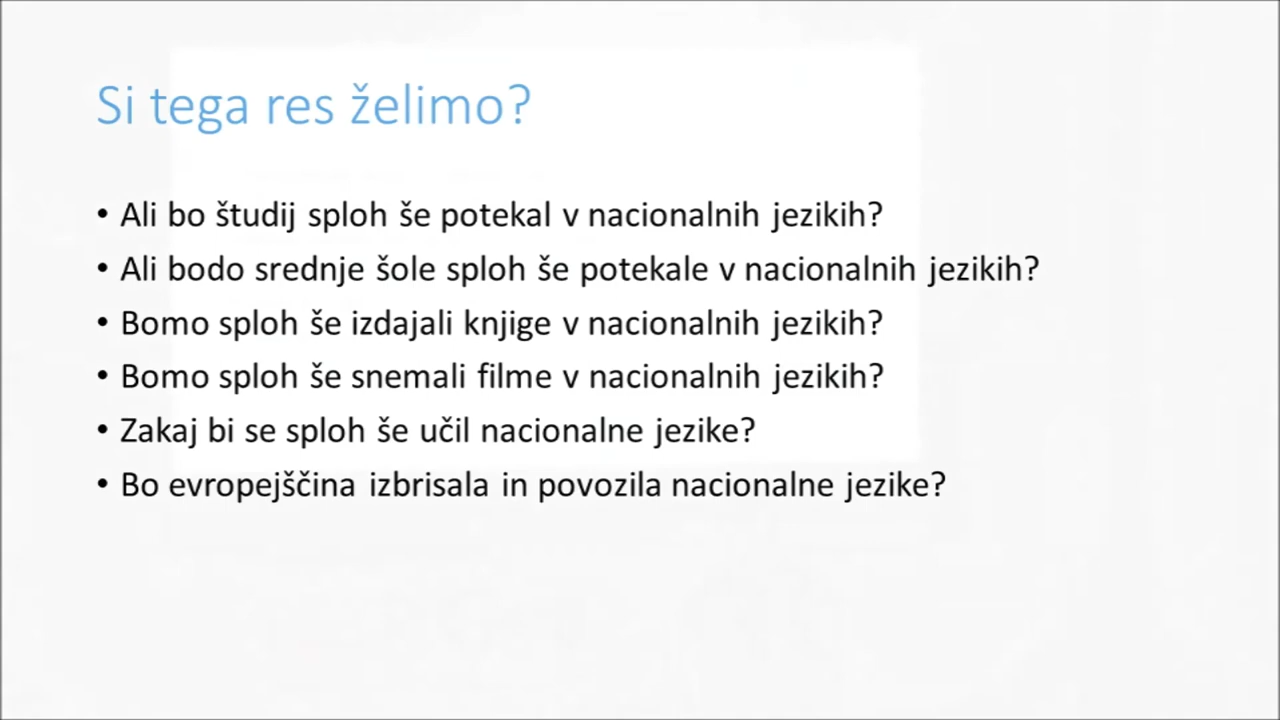 Si tega res želimo?
• Ali bo študij sploh še potekal v nacionalnih jezikih?
• Ali bodo srednje šole sploh še potekale v nacionalnih jezikih?
• Bomo sploh še izdajali knjige v nacionalnih jezikih?
• Bomo sploh še snemali filme v nacionalnih jezikih?
• Zakaj bi se sploh še učil nacionalne jezike?
• Bo evropejščina izbrisala in povozila nacionalne jezike?